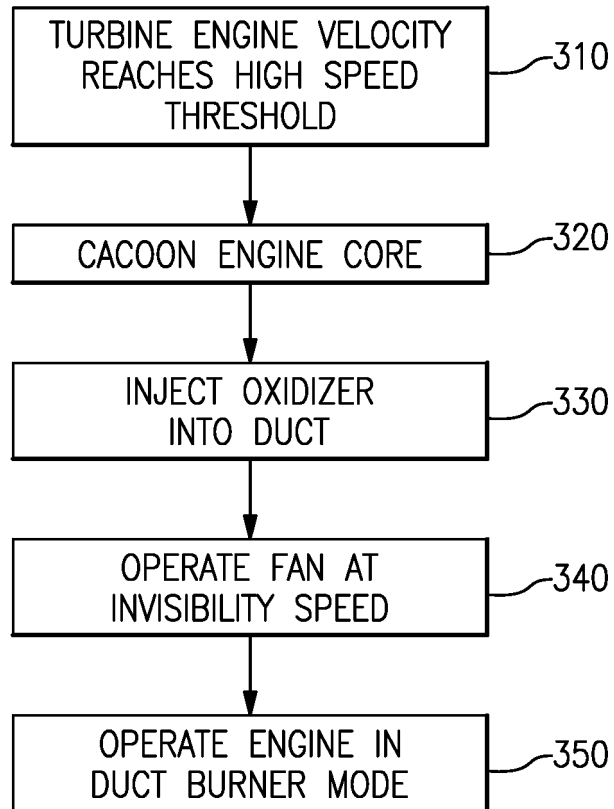 TURBINE ENGINE VELOCITY
REACHES HIGH SPEED
THRESHOLD
310
CACOON ENGINE CORE
320
INJECT OXIDIZER
INTO DUCT
330
OPERATE FAN AT
INVISIBILITY SPEED
340
OPERATE ENGINE IN
DUCT BURNER MODE
350